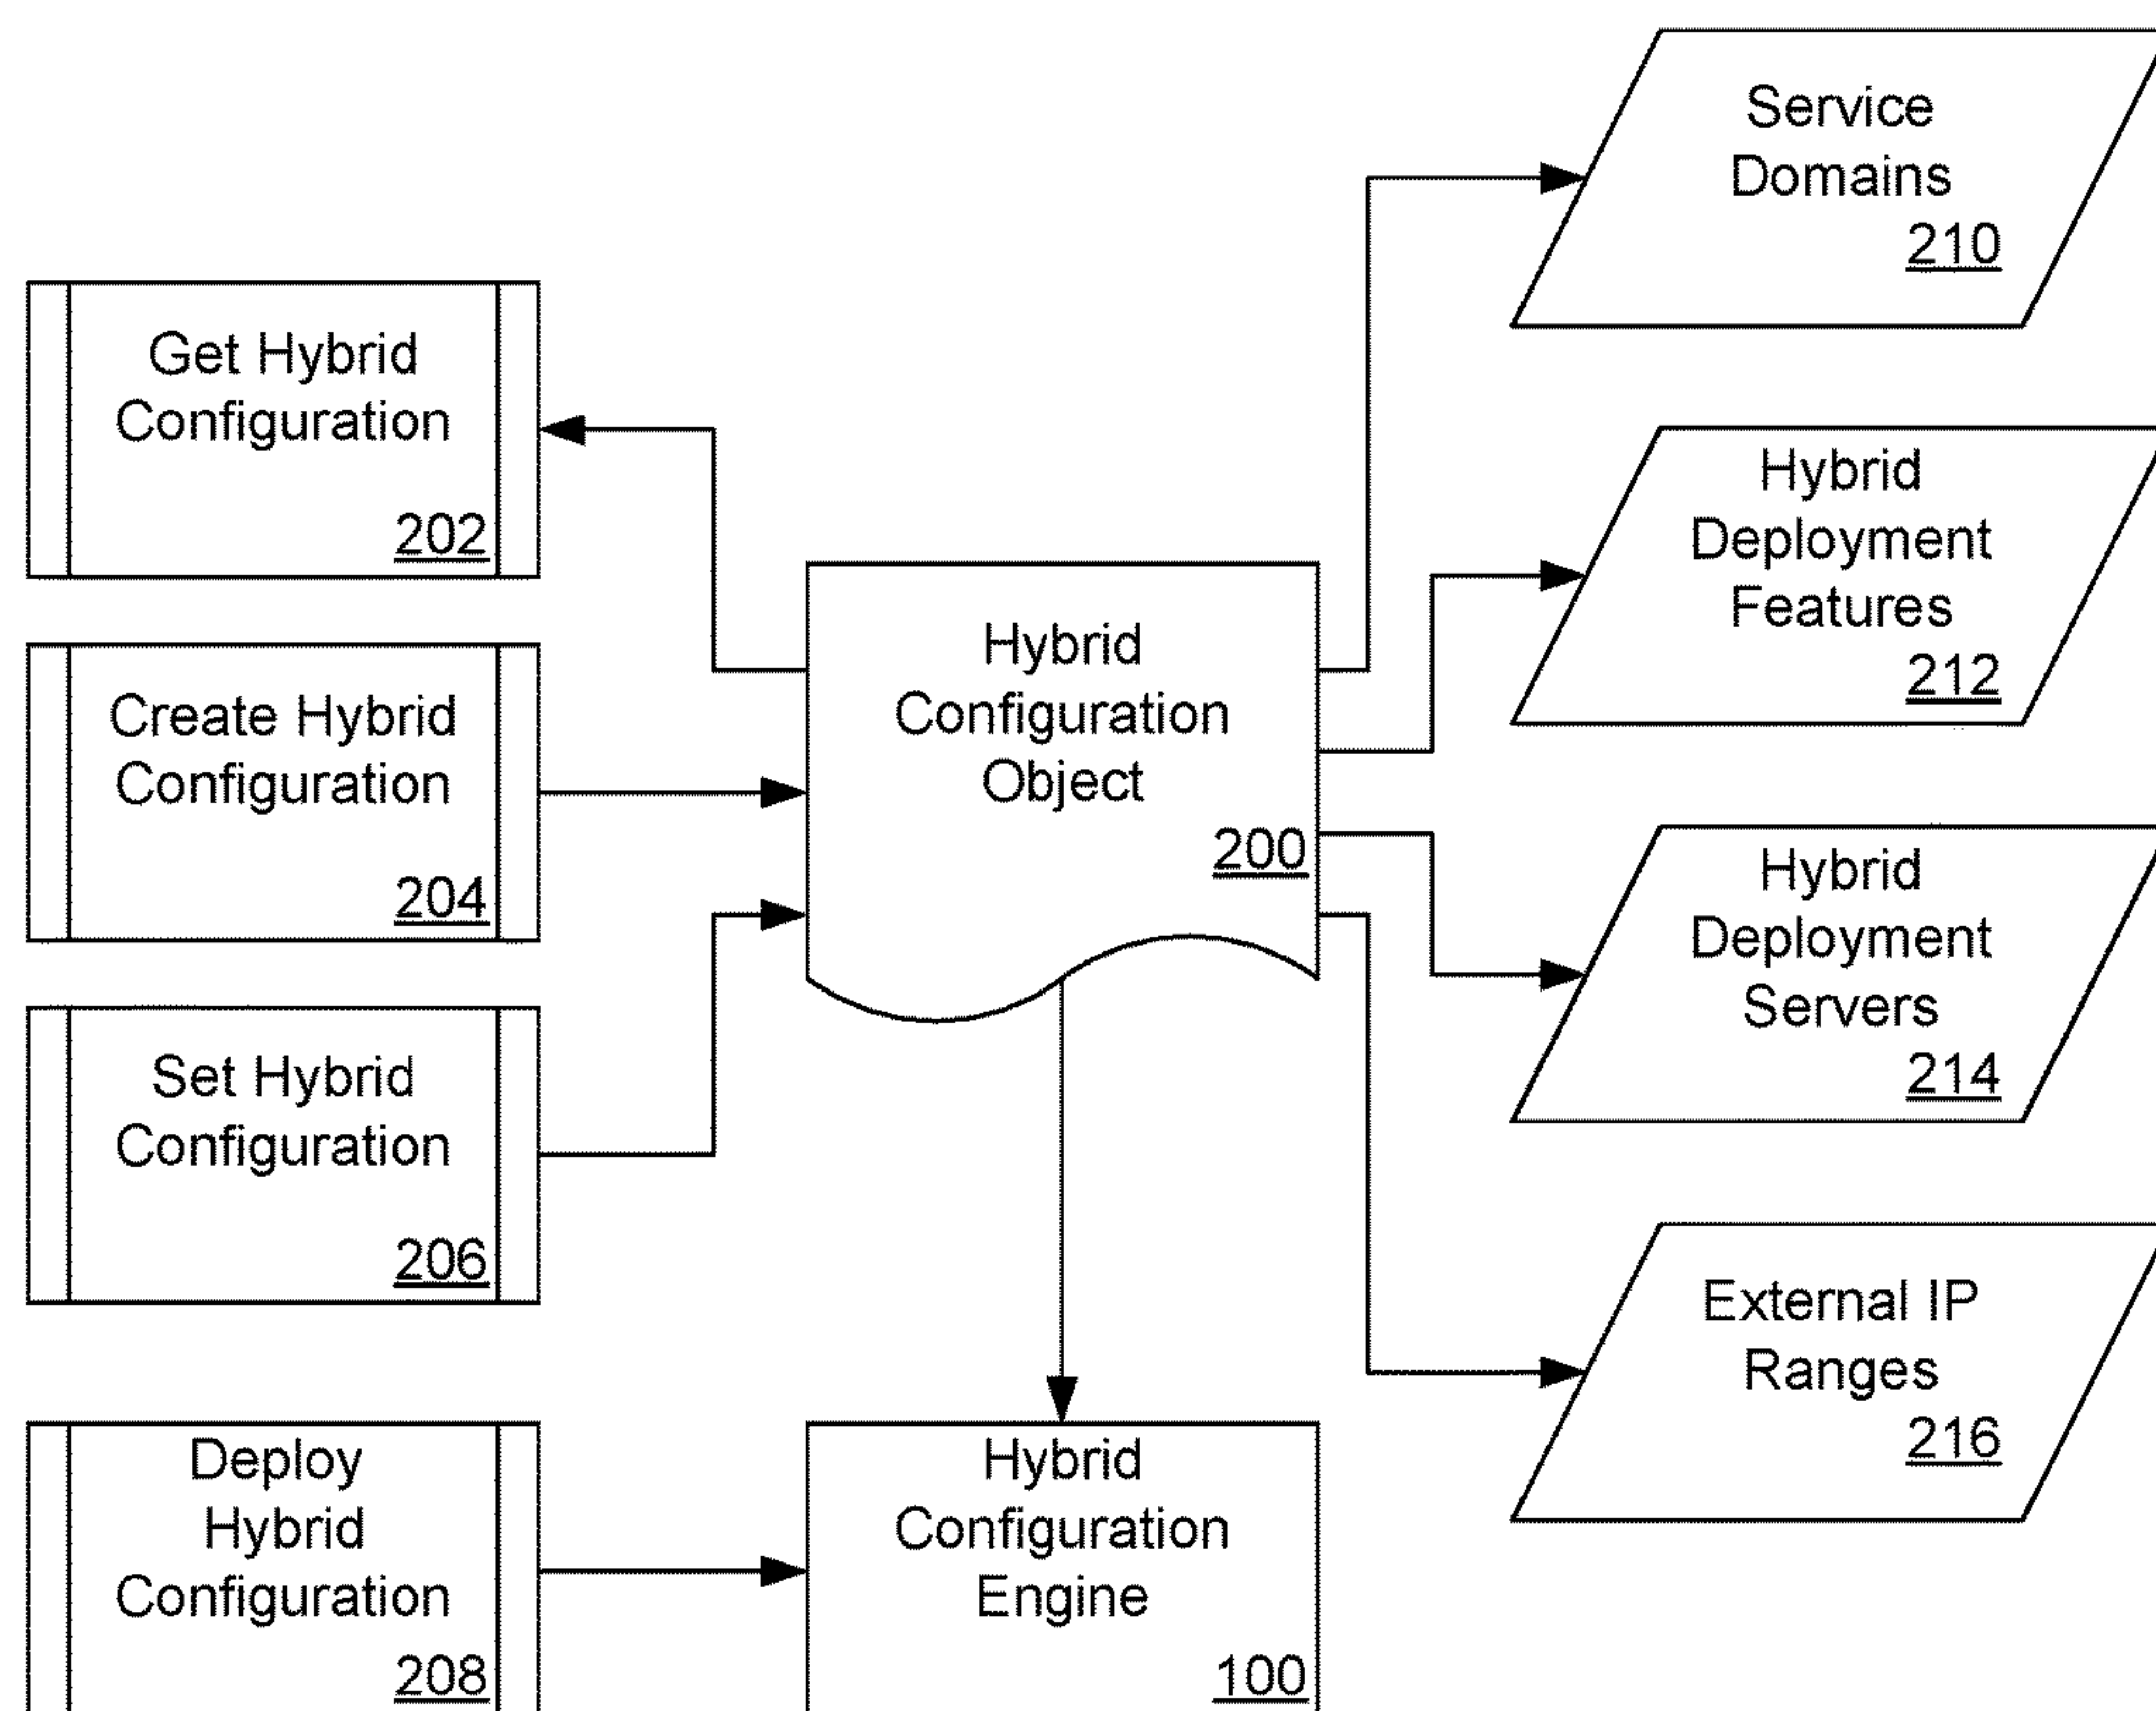 Get Hybrid
Configuration
202
Create Hybrid
Configuration
204
Set Hybrid
Configuration
206
Deploy
Hybrid
Configuration
208
Hybrid
Configuration
Object
200
Hybrid
Configuration
Engine
100
Service
Domains
210
Hybrid
Deployment
Features
212
Hybrid
Deployment
Servers
214
External IP
Ranges
216